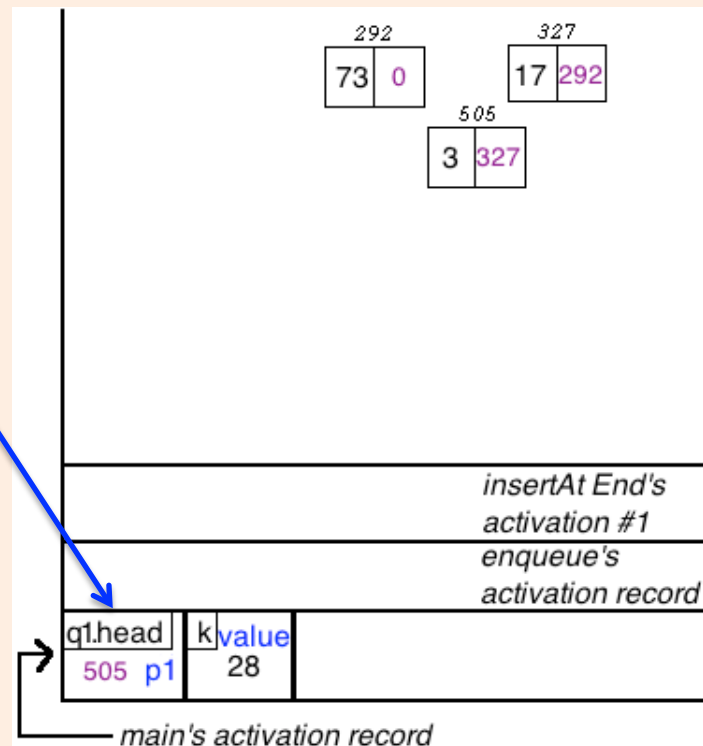 292 327
73 0 17 292
505
3 327
insertAt End's
activation #1
enqueue's
activation record
q1.head k value
505 p1 28
main's activation record